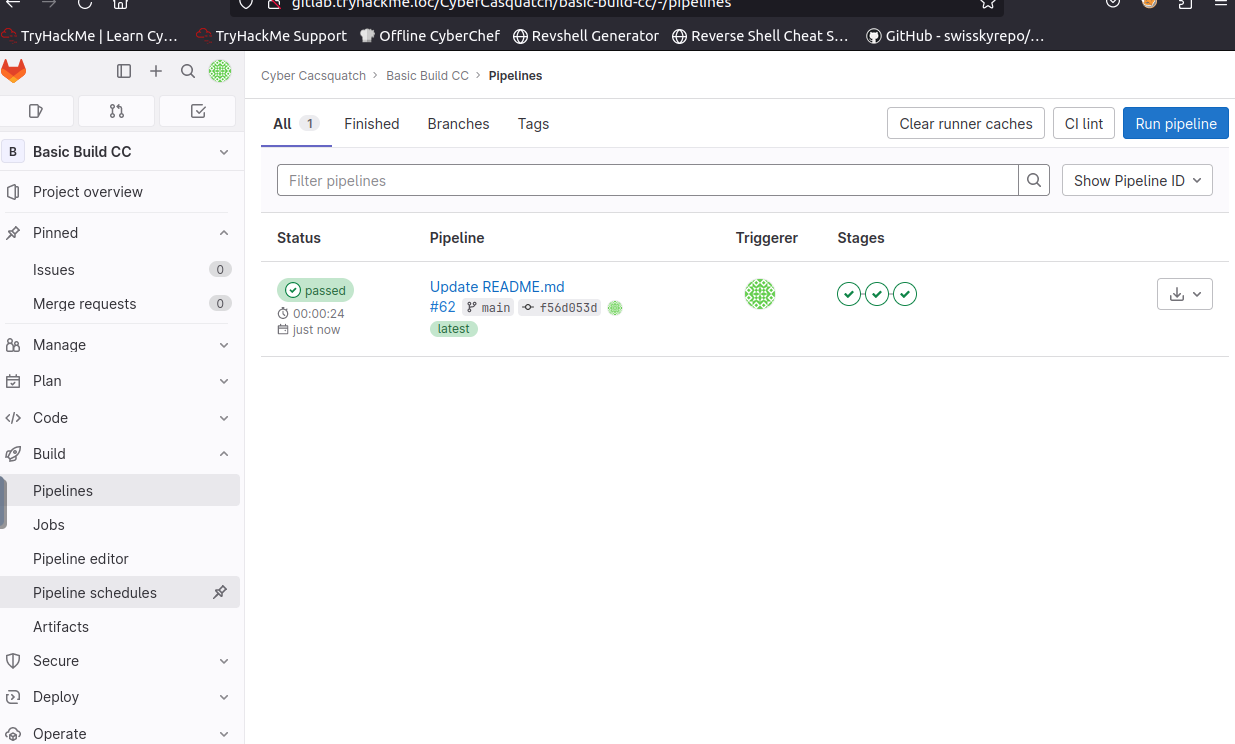 gitlab.tryhackme.loc/CyberCasquatch/basic-build-cc/-/pipelines
TryHackMe | Learn Cy… TryHackMe Support Offline CyberChef Revshell Generator Reverse Shell Cheat S… GitHub - swisskyrepo/…
Cyber Cacsquatch › Basic Build CC › Pipelines
All 1 Finished Branches Tags Clear runner caches CI lint Run pipeline
B Basic Build CC
Filter pipelines Show Pipeline ID
Project overview
Pinned
Issues 0
Merge requests 0
Manage
Plan
Code
Build
Pipelines
Jobs
Pipeline editor
Pipeline schedules
Artifacts
Secure
Deploy
Operate
Status Pipeline Triggerer Stages
passed Update README.md
00:00:24 #62 main f56d053d
just now latest